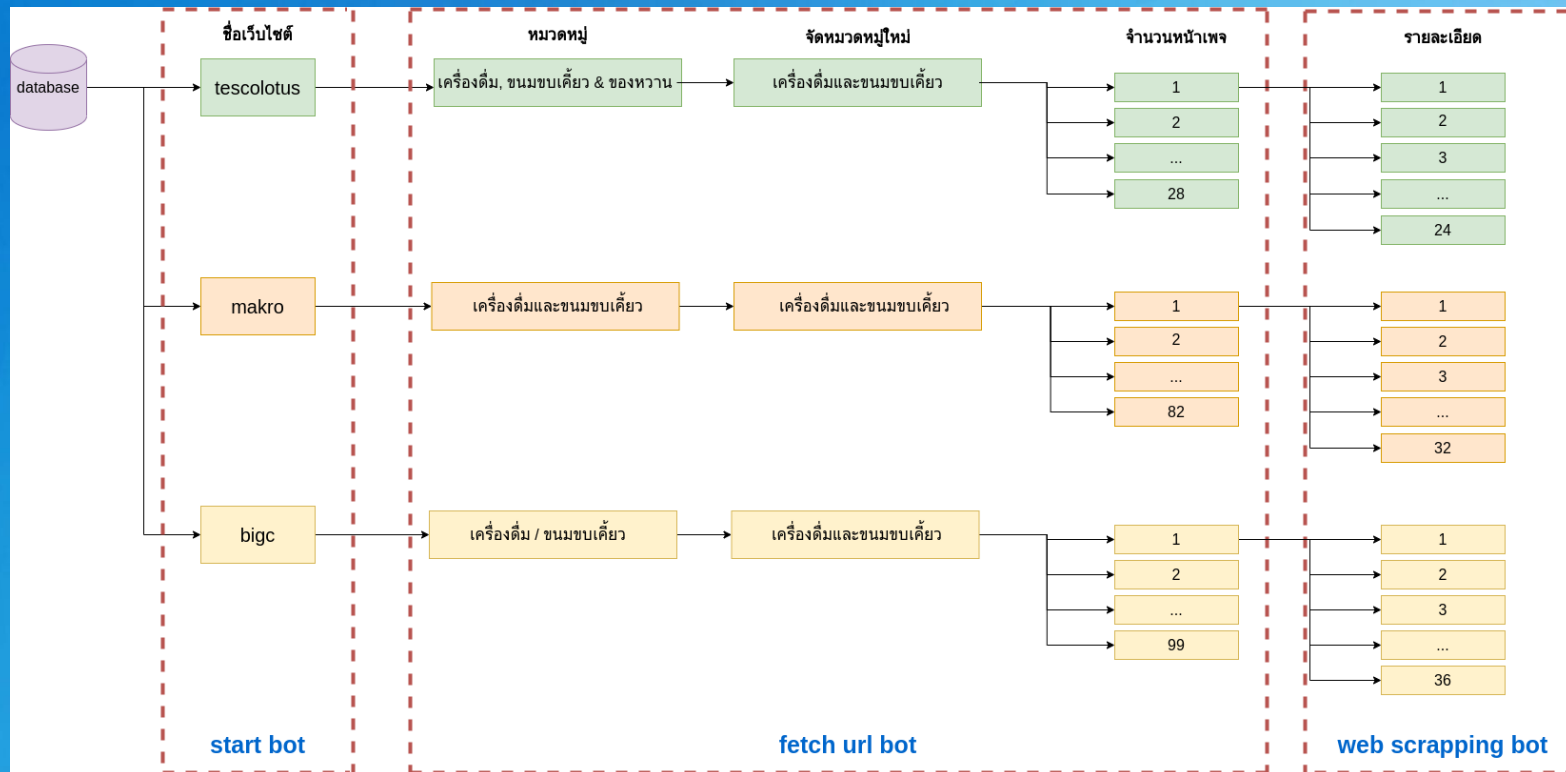 ชื่อเว็บไซต์
หมวดหมู่
จัดหมวดหมู่ใหม่
จำนวนหน้าเพจ
รายละเอียด
database
tescolotus
เครื่องดื่ม, ขนมขบเคี้ยว & ของหวาน
เครื่องดื่มและขนมขบเคี้ยว
1
2
...
28
1
2
3
...
24
makro
เครื่องดื่มและขนมขบเคี้ยว
เครื่องดื่มและขนมขบเคี้ยว
1
2
...
82
1
2
3
...
32
bigc
เครื่องดื่ม / ขนมขบเคี้ยว
เครื่องดื่มและขนมขบเคี้ยว
1
2
...
99
1
2
3
...
36
start bot
fetch url bot
web scrapping bot